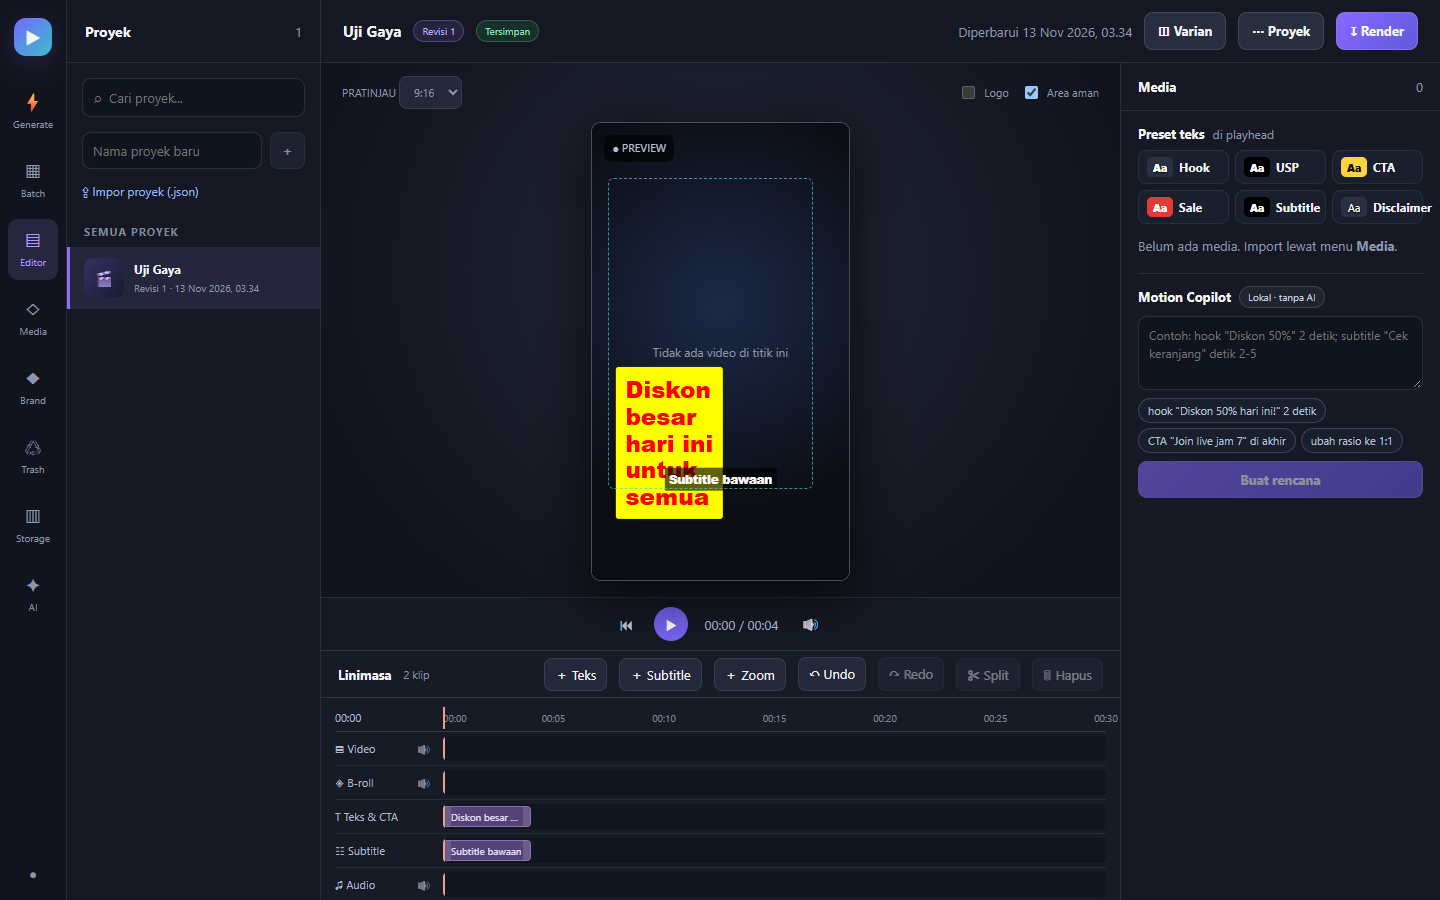 Generate
Batch
Editor
Media
Brand
Trash
Storage
AI
Proyek 1
Cari proyek...
Nama proyek baru +
Impor proyek (.json)
SEMUA PROYEK
Uji Gaya
Revisi 1 · 13 Nov 2026, 03.34
Uji Gaya Revisi 1 Tersimpan Diperbarui 13 Nov 2026, 03.34 Varian Proyek Render
PRATINJAU 9:16 Logo Area aman
PREVIEW
Tidak ada video di titik ini
Diskon
besar
hari ini
untuk
semua
Subtitle bawaan
00:00 / 00:04
Linimasa 2 klip + Teks + Subtitle + Zoom Undo Redo Split Hapus
00:00 00:00 00:05 00:10 00:15 00:20 00:25 00:30
Video
B-roll
T Teks & CTA Diskon besar ...
Subtitle Subtitle bawaan
Audio
Media 0
Preset teks di playhead
Aa Hook Aa USP Aa CTA
Aa Sale Aa Subtitle Aa Disclaimer
Belum ada media. Import lewat menu Media.
Motion Copilot Lokal · tanpa AI
Contoh: hook "Diskon 50%" 2 detik; subtitle "Cek
keranjang" detik 2-5
hook "Diskon 50% hari ini!" 2 detik
CTA "Join live jam 7" di akhir ubah rasio ke 1:1
Buat rencana